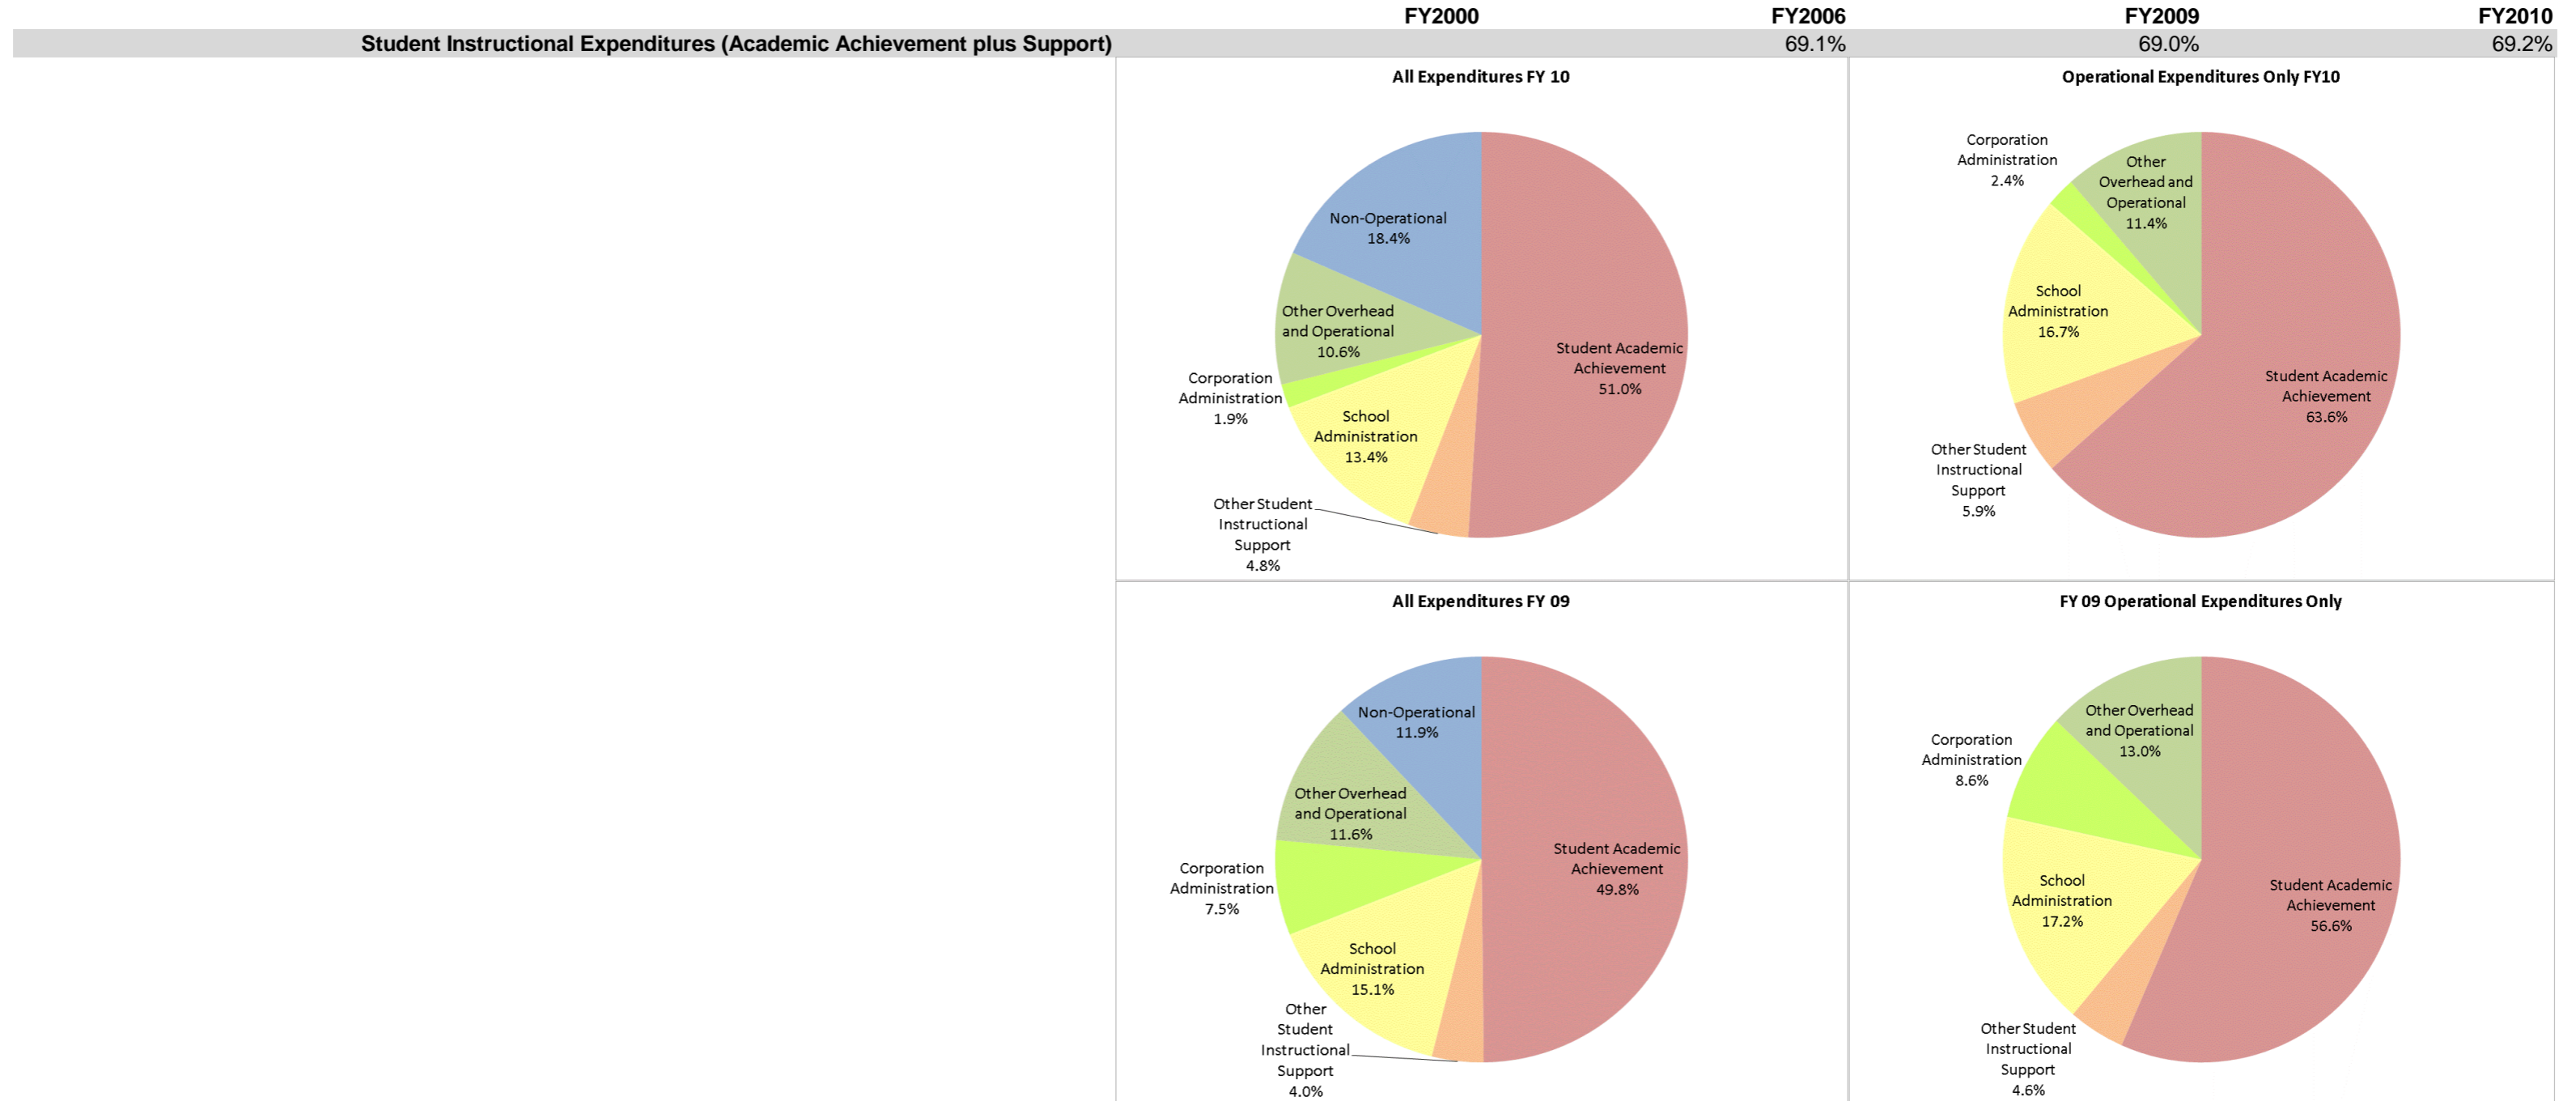 FY2000 FY2006 FY2009 FY2010
Student Instructional Expenditures (Academic Achievement plus Support) 69.1% 69.0% 69.2%
All Expenditures FY 10
Non-Operational
18.4%
Other Overhead
and Operational
10.6%
Corporation
Administration
1.9%
School
Administration
13.4%
Other Student
Instructional
Support
4.8%
Student Academic
Achievement
51.0%
Operational Expenditures Only FY10
Corporation
Administration
2.4%
Other
Overhead and
Operational
11.4%
School
Administration
16.7%
Other Student
Instructional
Support
5.9%
Student Academic
Achievement
63.6%
All Expenditures FY 09
Non-Operational
11.9%
Other Overhead
and Operational
11.6%
Corporation
Administration
7.5%
School
Administration
15.1%
Other
Student
Instructional
Support
4.0%
Student Academic
Achievement
49.8%
FY 09 Operational Expenditures Only
Other Overhead
and Operational
13.0%
Corporation
Administration
8.6%
School
Administration
17.2%
Other Student
Instructional
Support
4.6%
Student Academic
Achievement
56.6%